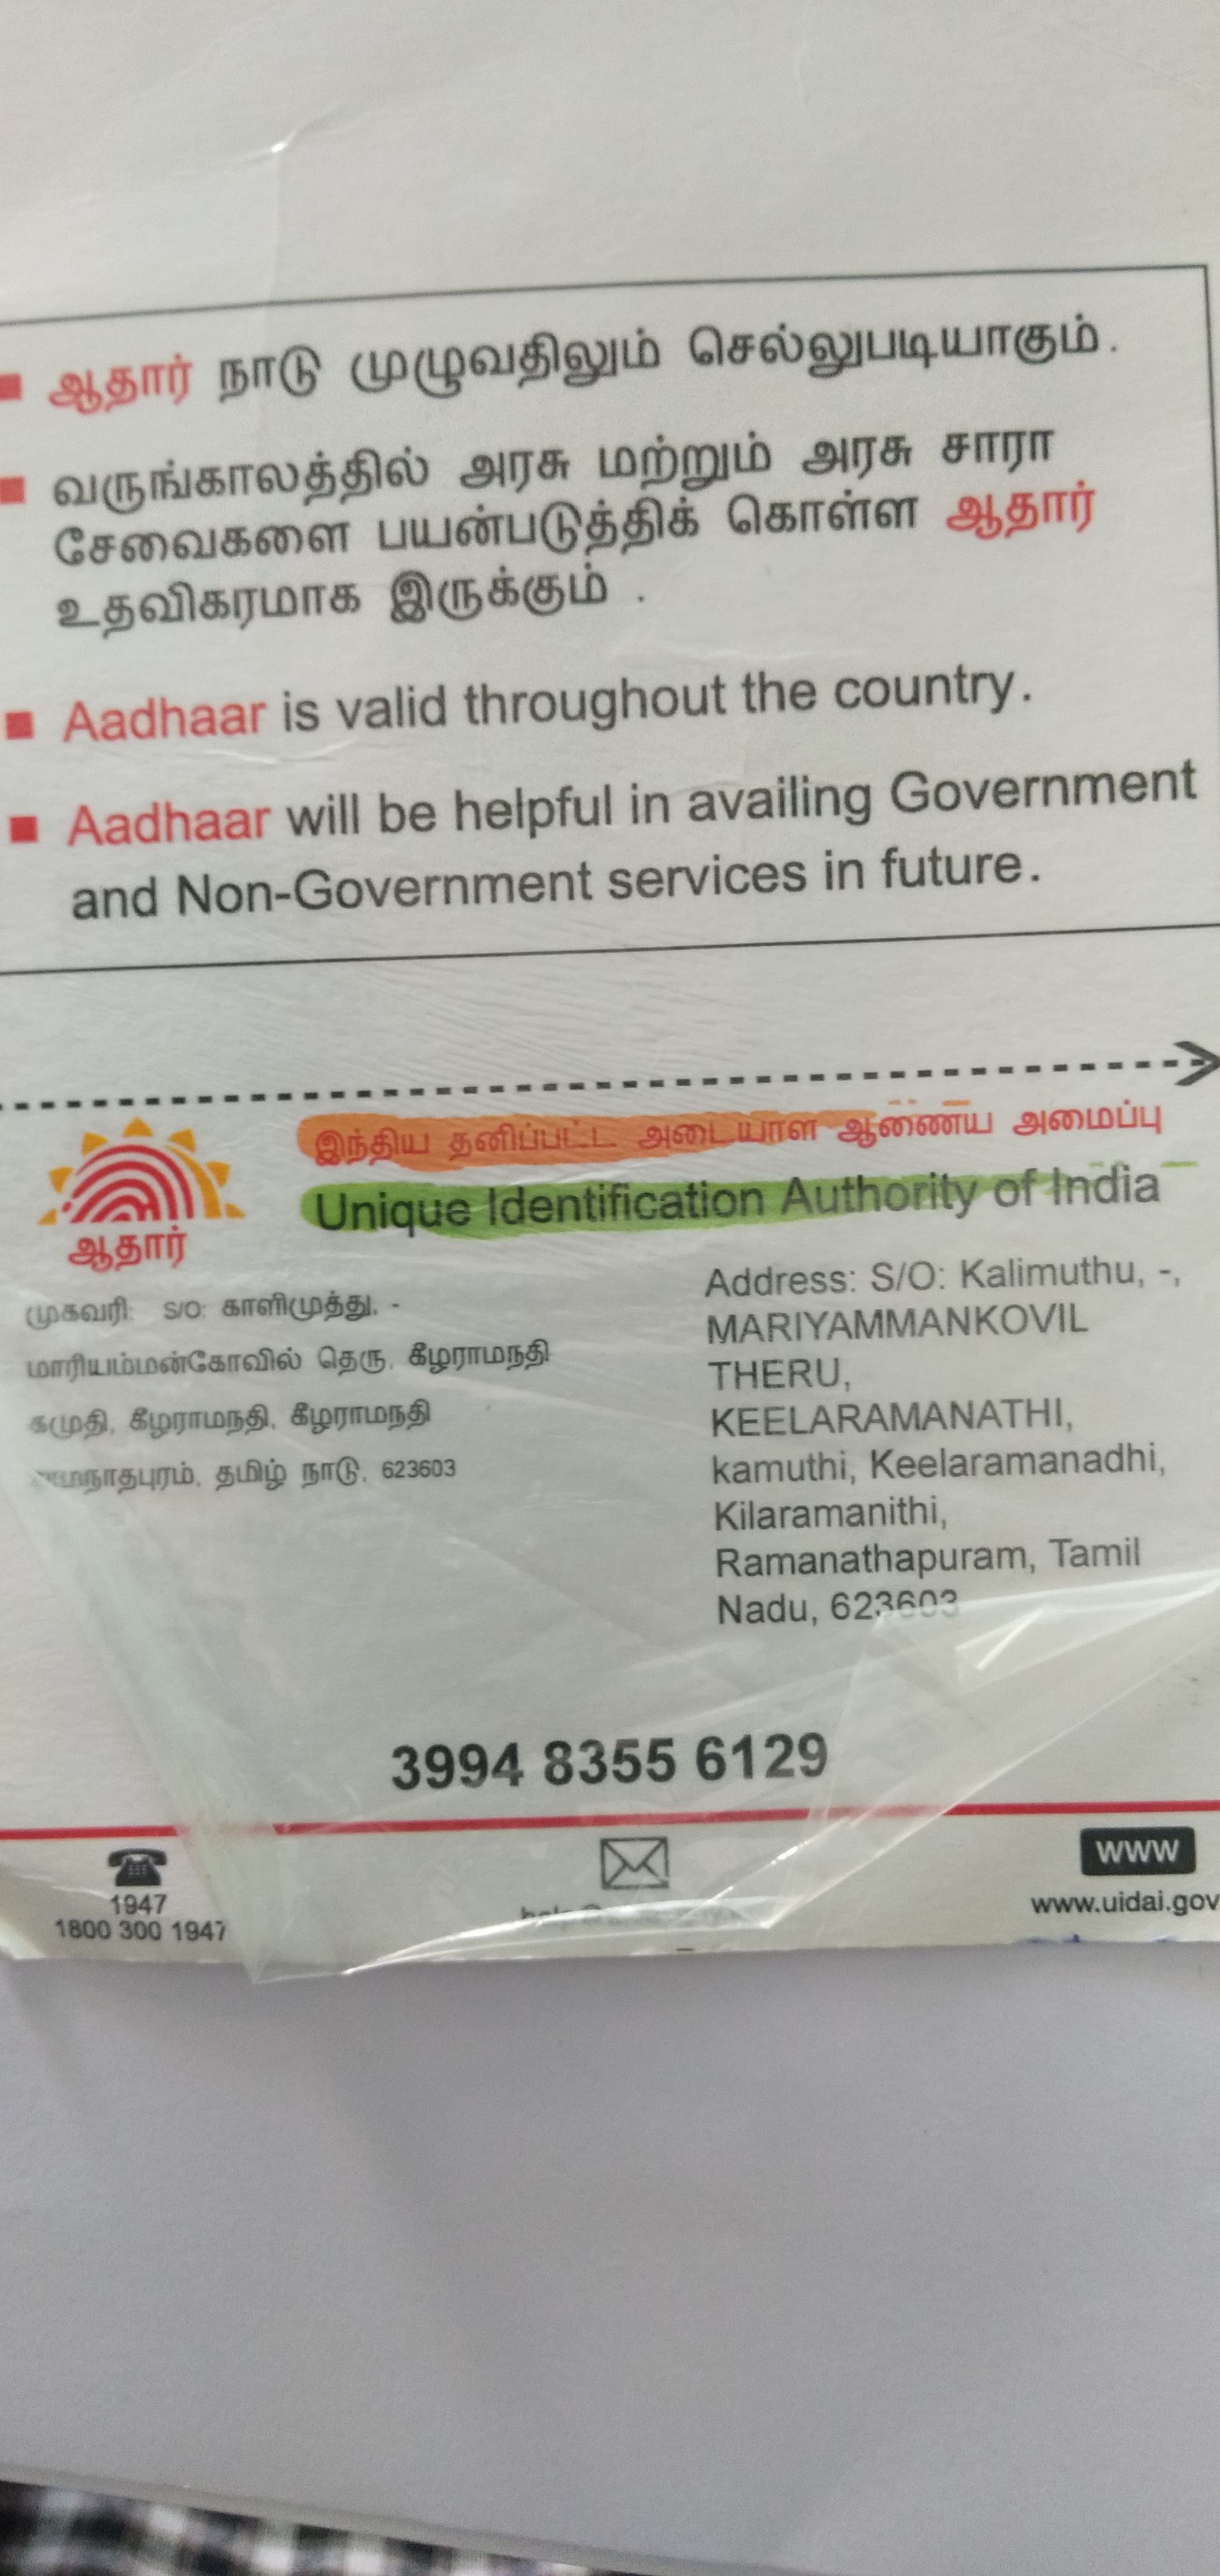 ஆதார் நாடு முழுவதிலும் செல்லுபடியாகும்.
வருங்காலத்தில் அரசு மற்றும் அரசு சாரா
சேவைகளை பயன்படுத்திக் கொள்ள ஆதார்
உதவிகரமாக இருக்கும் .
Aadhaar is valid throughout the country.
Aadhaar will be helpful in availing Government
and Non-Government services in future.
இந்திய தனிப்பட்ட அடையாள ஆணைய அமைப்பு
Unique Identification Authority of India
ஆதார்
முகவரி: S/O: காளிமுத்து, -
மாரியம்மன்கோவில் தெரு, கீழராமநதி
கமுதி, கீழராமநதி, கீழராமநதி
தமிழ் நாடு, 623603
Address: S/O: Kalimuthu, -,
MARIYAMMANKOVIL
THERU,
KEELARAMANATHI,
kamuthi, Keelaramanadhi,
Kilaramanithi,
Ramanathapuram, Tamil
Nadu, 623603
3994 8355 6129
1947
1800 300 1947
WWW
www.uidai.gov